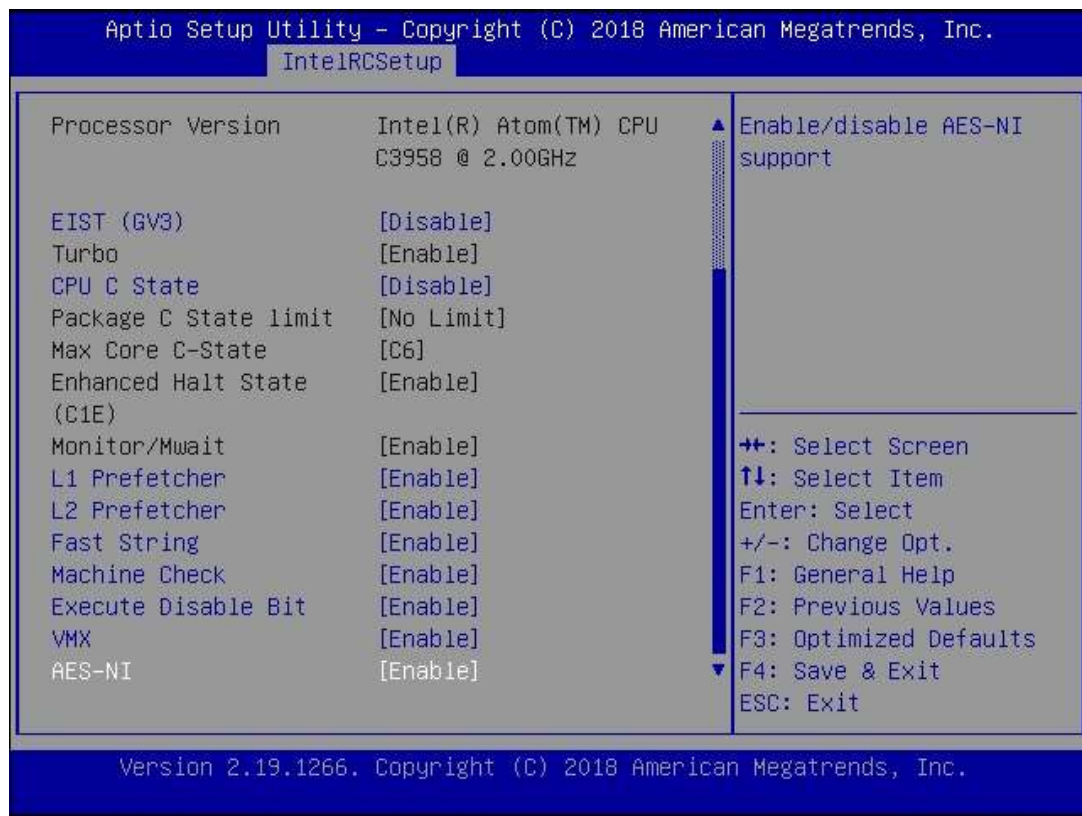 Aptio Setup Utility – Copyright (C) 2018 American Megatrends, Inc.
IntelRCSetup
Processor Version Intel(R) Atom(TM) CPU
C3958 @ 2.00GHz
EIST (GV3) [Disable]
Turbo [Enable]
CPU C State [Disable]
Package C State limit [No Limit]
Max Core C-State [C6]
Enhanced Halt State [Enable]
(C1E)
Monitor/Mwait [Enable]
L1 Prefetcher [Enable]
L2 Prefetcher [Enable]
Fast String [Enable]
Machine Check [Enable]
Execute Disable Bit [Enable]
VMX [Enable]
AES-NI [Enable]
Enable/disable AES-NI
support
→←: Select Screen
↑↓: Select Item
Enter: Select
+/-: Change Opt.
F1: General Help
F2: Previous Values
F3: Optimized Defaults
F4: Save & Exit
ESC: Exit
Version 2.19.1266. Copyright (C) 2018 American Megatrends, Inc.